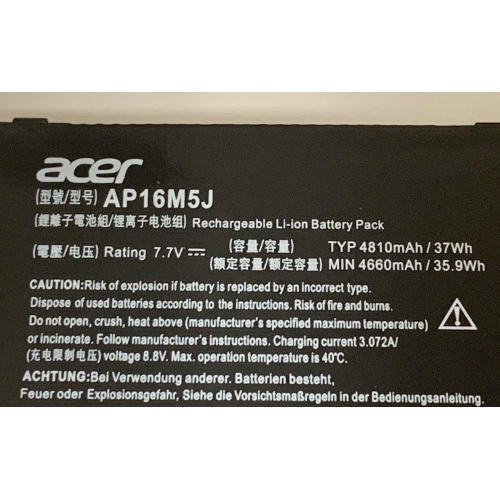 acer
(型號/型号) AP16M5J
(鋰離子電池組/锂离子电池组) Rechargeable Li-ion Battery Pack
(電壓/电压) Rating 7.7V⎓ (容量/容量) TYP 4810mAh / 37Wh
(額定容量/额定容量) MIN 4660mAh / 35.9Wh
CAUTION:Risk of explosion if battery is replaced by an incorrect type.
Dispose of used batteries according to the instructions. Risk of fire and burns.
Do not open, crush, heat above (manufacturer's specified maximum temperature)
or incinerate. Follow manufacturer's instructions. Charging current 3.072A/
(充电限制电压) voltage 8.8V. Max. operation temperature is 40℃.
ACHTUNG:Bei Verwendung anderer. Batterien besteht,
Feuer oder Explosionsgefahr, Siehe die Vorsichtsmaßregeln in der Bedienungsanleitung.